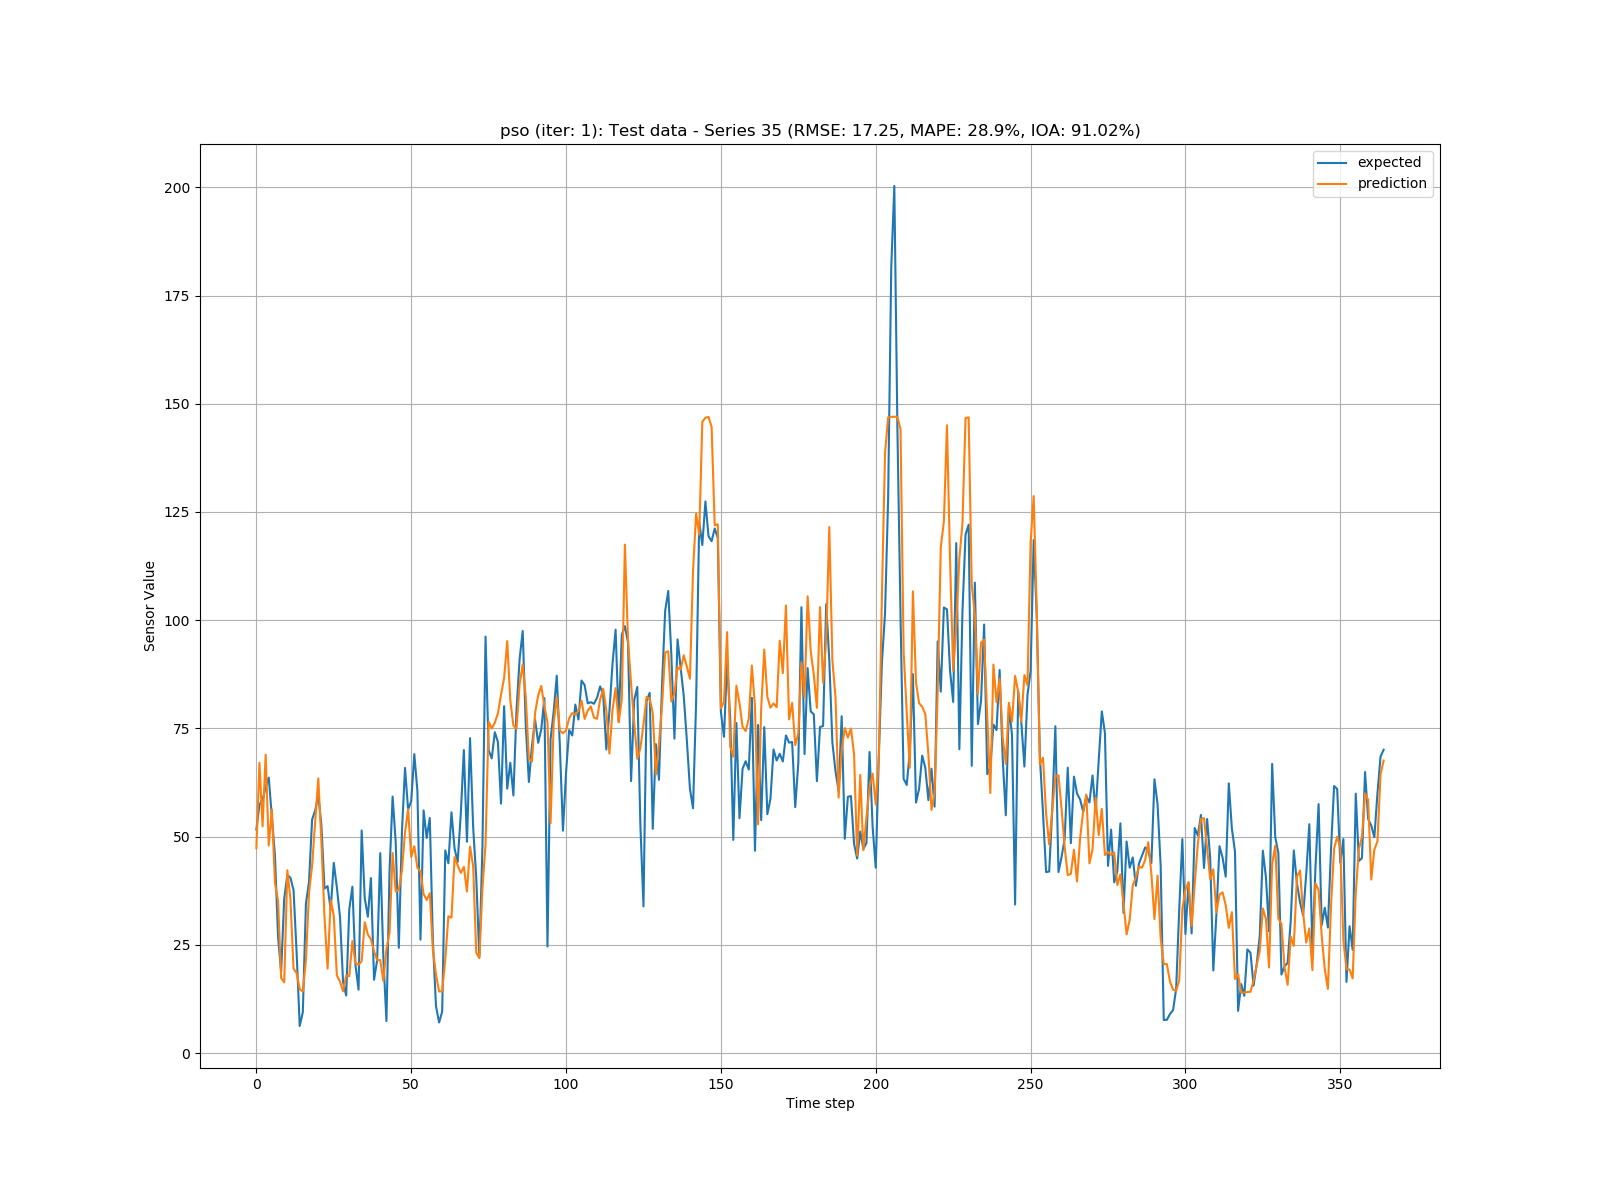 pso (iter: 1): Test data - Series 35 (RMSE: 17.25, MAPE: 28.9%, IOA: 91.02%)
expected
prediction
200
175
150
125
100
75
50
25
0
Sensor Value
0 50 100 150 200 250 300 350
Time step